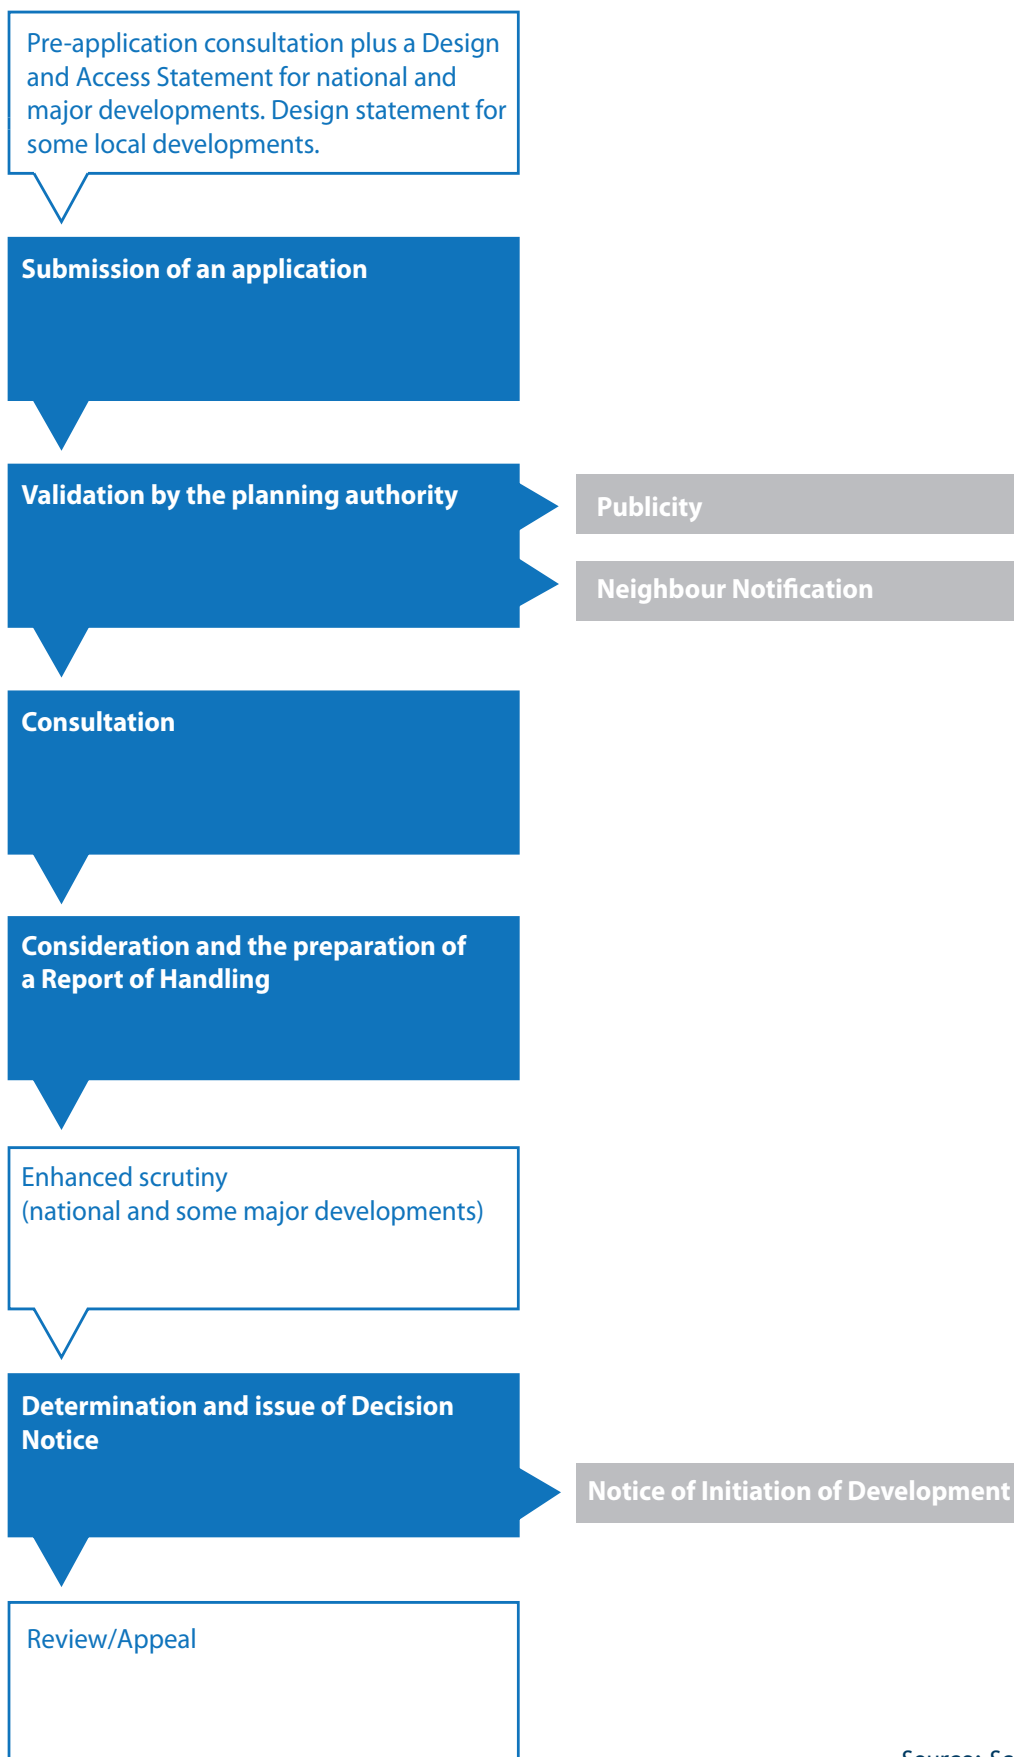 Pre-application consultation plus a Design
and Access Statement for national and
major developments. Design statement for
some local developments.
Submission of an application
Validation by the planning authority
Publicity
Neighbour Notification
Consultation
Consideration and the preparation of
a Report of Handling
Enhanced scrutiny
(national and some major developments)
Determination and issue of Decision
Notice
Notice of Initiation of Development
Review/Appeal